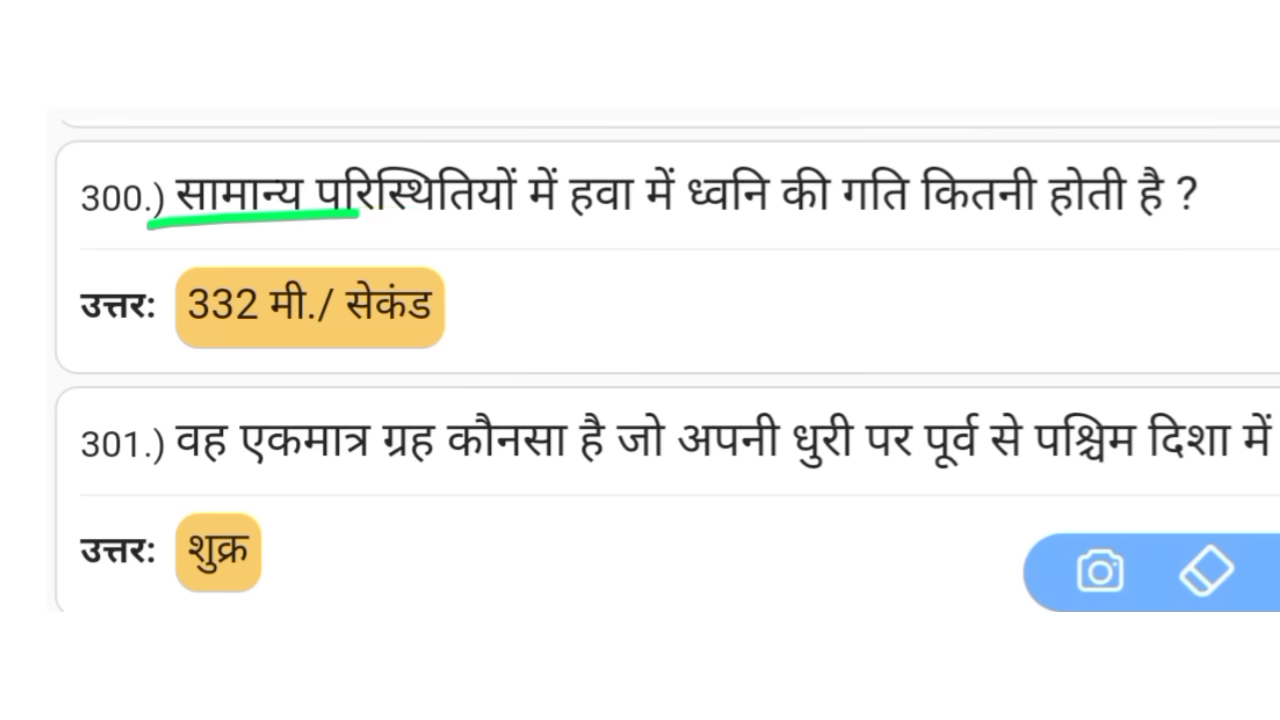 300.) सामान्य परिस्थितियों में हवा में ध्वनि की गति कितनी होती है ?
उत्तर: 332 मी./ सेकंड
301.) वह एकमात्र ग्रह कौनसा है जो अपनी धुरी पर पूर्व से पश्चिम दिशा में
उत्तर: शुक्र